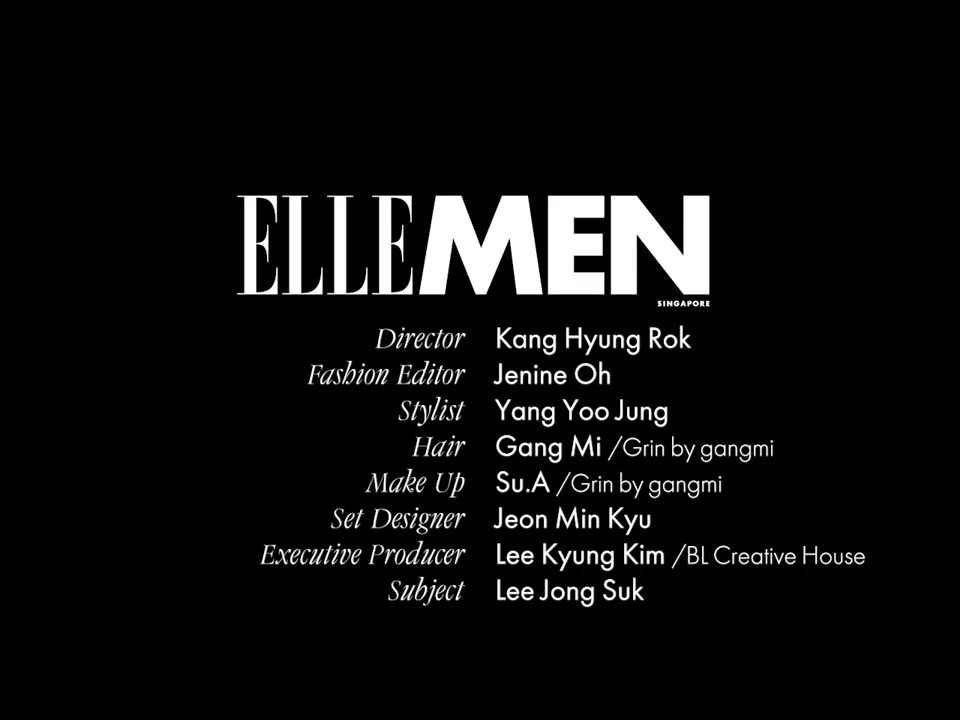 ELLEMEN
SINGAPORE
Director Kang Hyung Rok
Fashion Editor Jenine Oh
Stylist Yang Yoo Jung
Hair Gang Mi /Grin by gangmi
Make Up Su.A /Grin by gangmi
Set Designer Jeon Min Kyu
Executive Producer Lee Kyung Kim /BL Creative House
Subject Lee Jong Suk